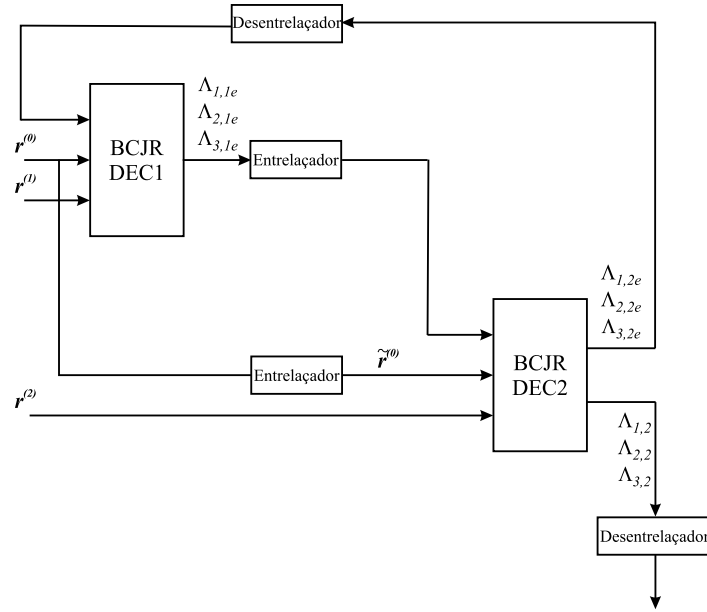 Desentrelaçador
Λ1,1e
Λ2,1e
Λ3,1e
r(0)
r(1)
BCJR
DEC1
Entrelaçador
Λ1,2e
Λ2,2e
Λ3,2e
BCJR
DEC2
r̃(0)
Entrelaçador
r(2)
Λ1,2
Λ2,2
Λ3,2
Desentrelaçador